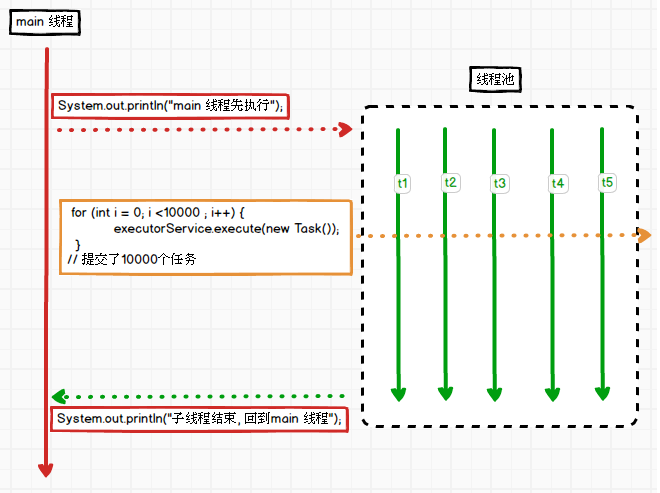 main 线程
线程池
System.out.println("main 线程先执行");
t1
t2
t3
t4
t5
for (int i = 0; i <10000 ; i++) {
executorService.execute(new Task());
}
// 提交了10000个任务
System.out.println("子线程结束, 回到main 线程");